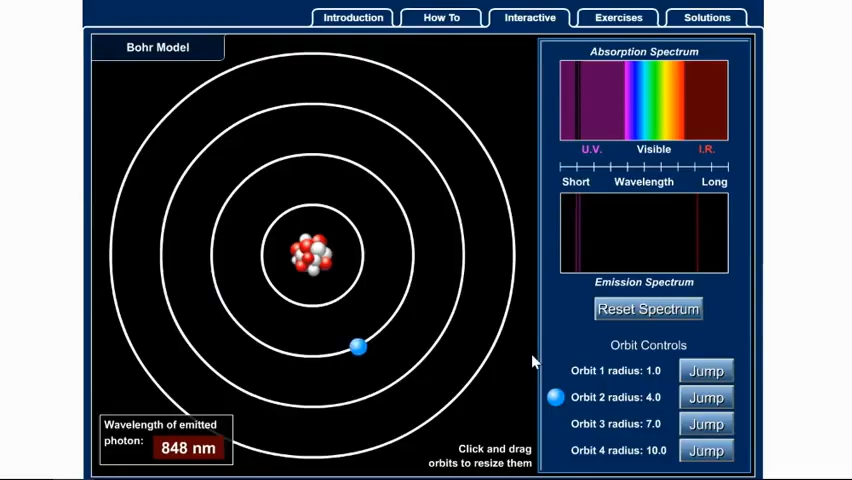 Introduction
How To
Interactive
Exercises
Solutions
Bohr Model
Absorption Spectrum
U.V.
Visible
I.R.
Short
Wavelength
Long
Emission Spectrum
Reset Spectrum
Orbit Controls
Orbit 1 radius: 1.0 Jump
Orbit 2 radius: 4.0 Jump
Orbit 3 radius: 7.0 Jump
Orbit 4 radius: 10.0 Jump
Wavelength of emitted
photon: 848 nm
Click and drag
orbits to resize them